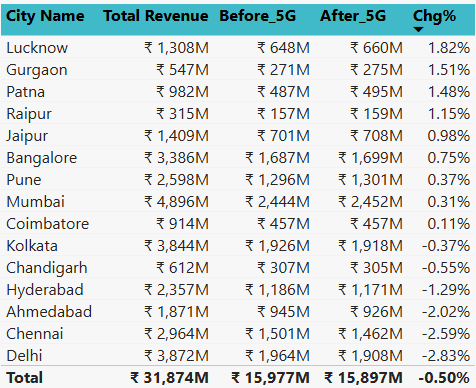 City Name Total Revenue Before_5G After_5G Chg%
Lucknow ₹ 1,308M ₹ 648M ₹ 660M 1.82%
Gurgaon ₹ 547M ₹ 271M ₹ 275M 1.51%
Patna ₹ 982M ₹ 487M ₹ 495M 1.48%
Raipur ₹ 315M ₹ 157M ₹ 159M 1.15%
Jaipur ₹ 1,409M ₹ 701M ₹ 708M 0.98%
Bangalore ₹ 3,386M ₹ 1,687M ₹ 1,699M 0.75%
Pune ₹ 2,598M ₹ 1,296M ₹ 1,301M 0.37%
Mumbai ₹ 4,896M ₹ 2,444M ₹ 2,452M 0.31%
Coimbatore ₹ 914M ₹ 457M ₹ 457M 0.11%
Kolkata ₹ 3,844M ₹ 1,926M ₹ 1,918M -0.37%
Chandigarh ₹ 612M ₹ 307M ₹ 305M -0.55%
Hyderabad ₹ 2,357M ₹ 1,186M ₹ 1,171M -1.29%
Ahmedabad ₹ 1,871M ₹ 945M ₹ 926M -2.02%
Chennai ₹ 2,964M ₹ 1,501M ₹ 1,462M -2.59%
Delhi ₹ 3,872M ₹ 1,964M ₹ 1,908M -2.83%
Total ₹ 31,874M ₹ 15,977M ₹ 15,897M -0.50%